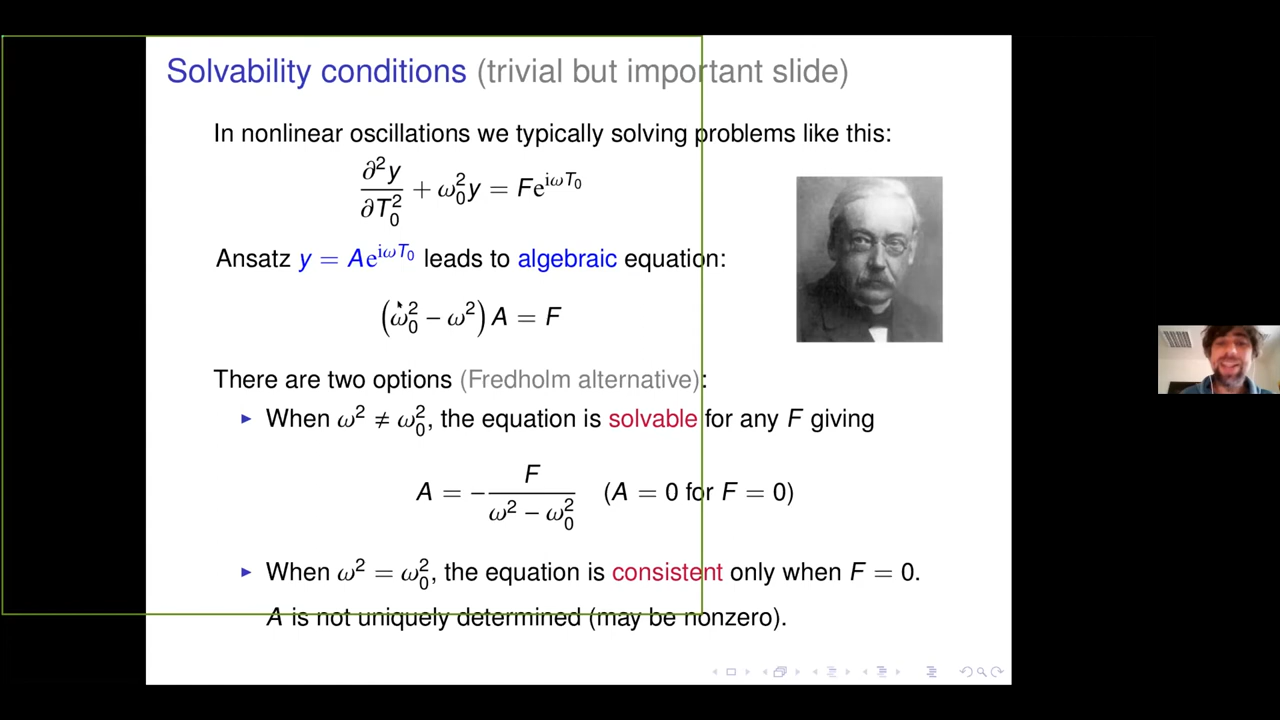 Solvability conditions (trivial but important slide)
In nonlinear oscillations we typically solving problems like this:
∂²y/∂T₀² + ω₀²y = Fe^{iωT₀}
Ansatz y = Ae^{iωT₀} leads to algebraic equation:
(ω₀² − ω²) A = F
There are two options (Fredholm alternative):
▶ When ω² ≠ ω₀², the equation is solvable for any F giving
A = − F/(ω² − ω₀²) (A = 0 for F = 0)
▶ When ω² = ω₀², the equation is consistent only when F = 0.
A is not uniquely determined (may be nonzero).